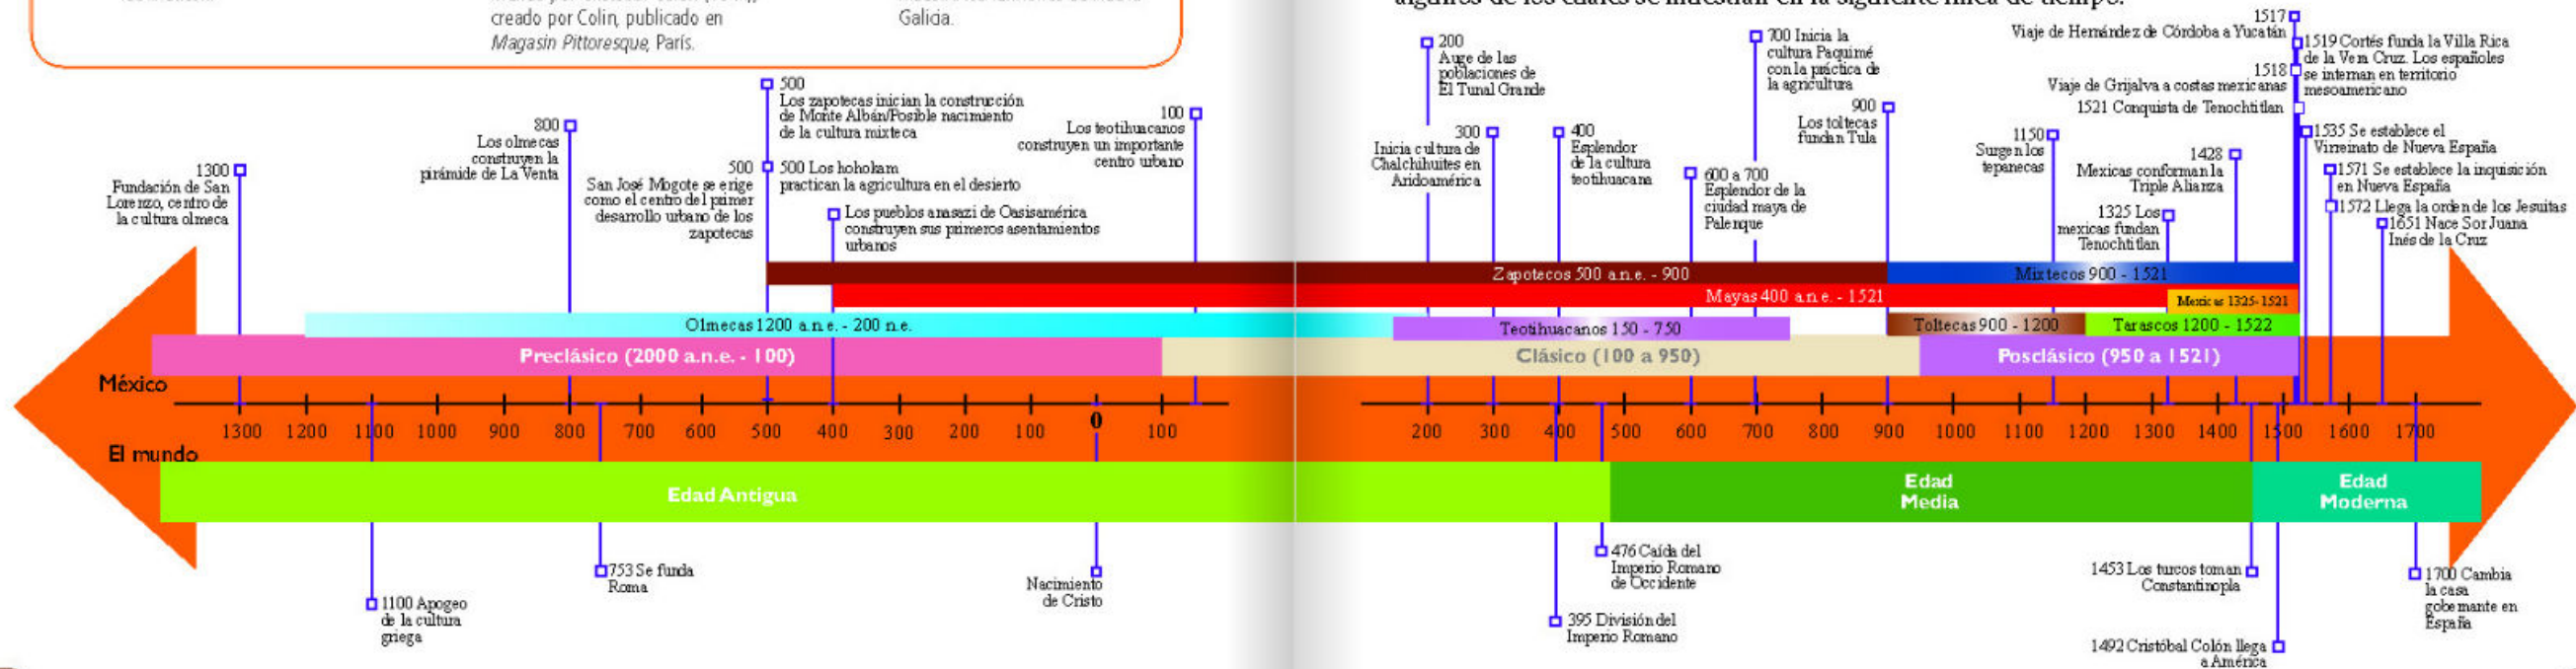 creado por Colin, publicado en
Magasin Pittoresque, París.
Galicia.
1300
Fundación de San
Lorenzo, centro de
la cultura olmeca
800
Los olmecas
construyen la
pirámide de La Venta
500
Los zapotecas inician la construcción
de Monte Albán/Posible nacimiento
de la cultura mixteca
500
San José Mogote se erige
como el centro del primer
desarrollo urbano de los
zapotecas
500 Los hohokam
practican la agricultura en el desierto
Los pueblos anasazi de Oasisamérica
construyen sus primeros asentamientos
urbanos
100
Los teotihuacanos
construyen un importante
centro urbano
200
Auge de las
poblaciones de
El Tunal Grande
300
Inicia cultura de
Chalchihuites en
Aridoamérica
400
Esplendor
de la cultura
teotihuacana
600 a 700
Esplendor de la
ciudad maya de
Palenque
700 Inicia la
cultura Paquimé
con la práctica de
la agricultura
900
Los toltecas
fundan Tula
1150
Surgen los
tepanecas
1325 Los
mexicas fundan
Tenochtitlan
1428
Mexicas conforman la
Triple Alianza
1517
Viaje de Hernández de Córdoba a Yucatán
1518
Viaje de Grijalva a costas mexicanas
1519 Cortés funda la Villa Rica
de la Vera Cruz. Los españoles
se internan en territorio
mesoamericano
1521 Conquista de Tenochtitlan
1535 Se establece el
Virreinato de Nueva España
1571 Se establece la inquisición
en Nueva España
1572 Llega la orden de los Jesuitas
1651 Nace Sor Juana
Inés de la Cruz
Zapotecos 500 a.n.e. - 900
Mixtecos 900 - 1521
Mayas 400 a.n.e. - 1521
Mexicas 1325-1521
Olmecas 1200 a.n.e. - 200 n.e.
Teotihuacanos 150 - 750
Toltecas 900 - 1200
Tarascos 1200 - 1522
Preclásico (2000 a.n.e. - 100)
Clásico (100 a 950)
Posclásico (950 a 1521)
México
1300 1200 1100 1000 900 800 700 600 500 400 300 200 100 0 100 200 300 400 500 600 700 800 900 1000 1100 1200 1300 1400 1500 1600 1700
El mundo
Edad Antigua
Edad
Media
Edad
Moderna
1100 Apogeo
de la cultura
griega
753 Se funda
Roma
Nacimiento
de Cristo
395 División del
Imperio Romano
476 Caída del
Imperio Romano
de Occidente
1453 Los turcos toman
Constantinopla
1492 Cristóbal Colón llega
a América
1700 Cambia
la casa
gobernante en
España